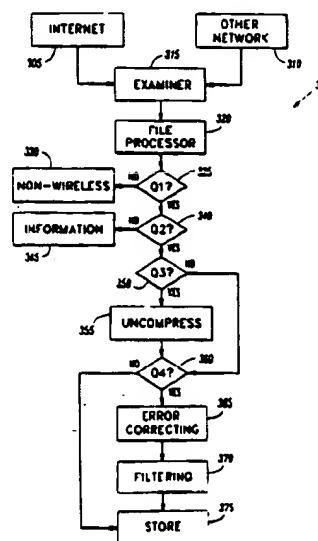 INTERNET
305
OTHER
NETWORK
310
315
EXAMINER
320
FILE
PROCESSOR
330
NON-WIRELESS
NO
Q1?
325
YES
INFORMATION
345
NO
Q2?
340
YES
350
Q3?
NO
YES
355
UNCOMPRESS
NO
Q4?
360
YES
365
ERROR
CORRECTING
370
FILTERING
375
STORE